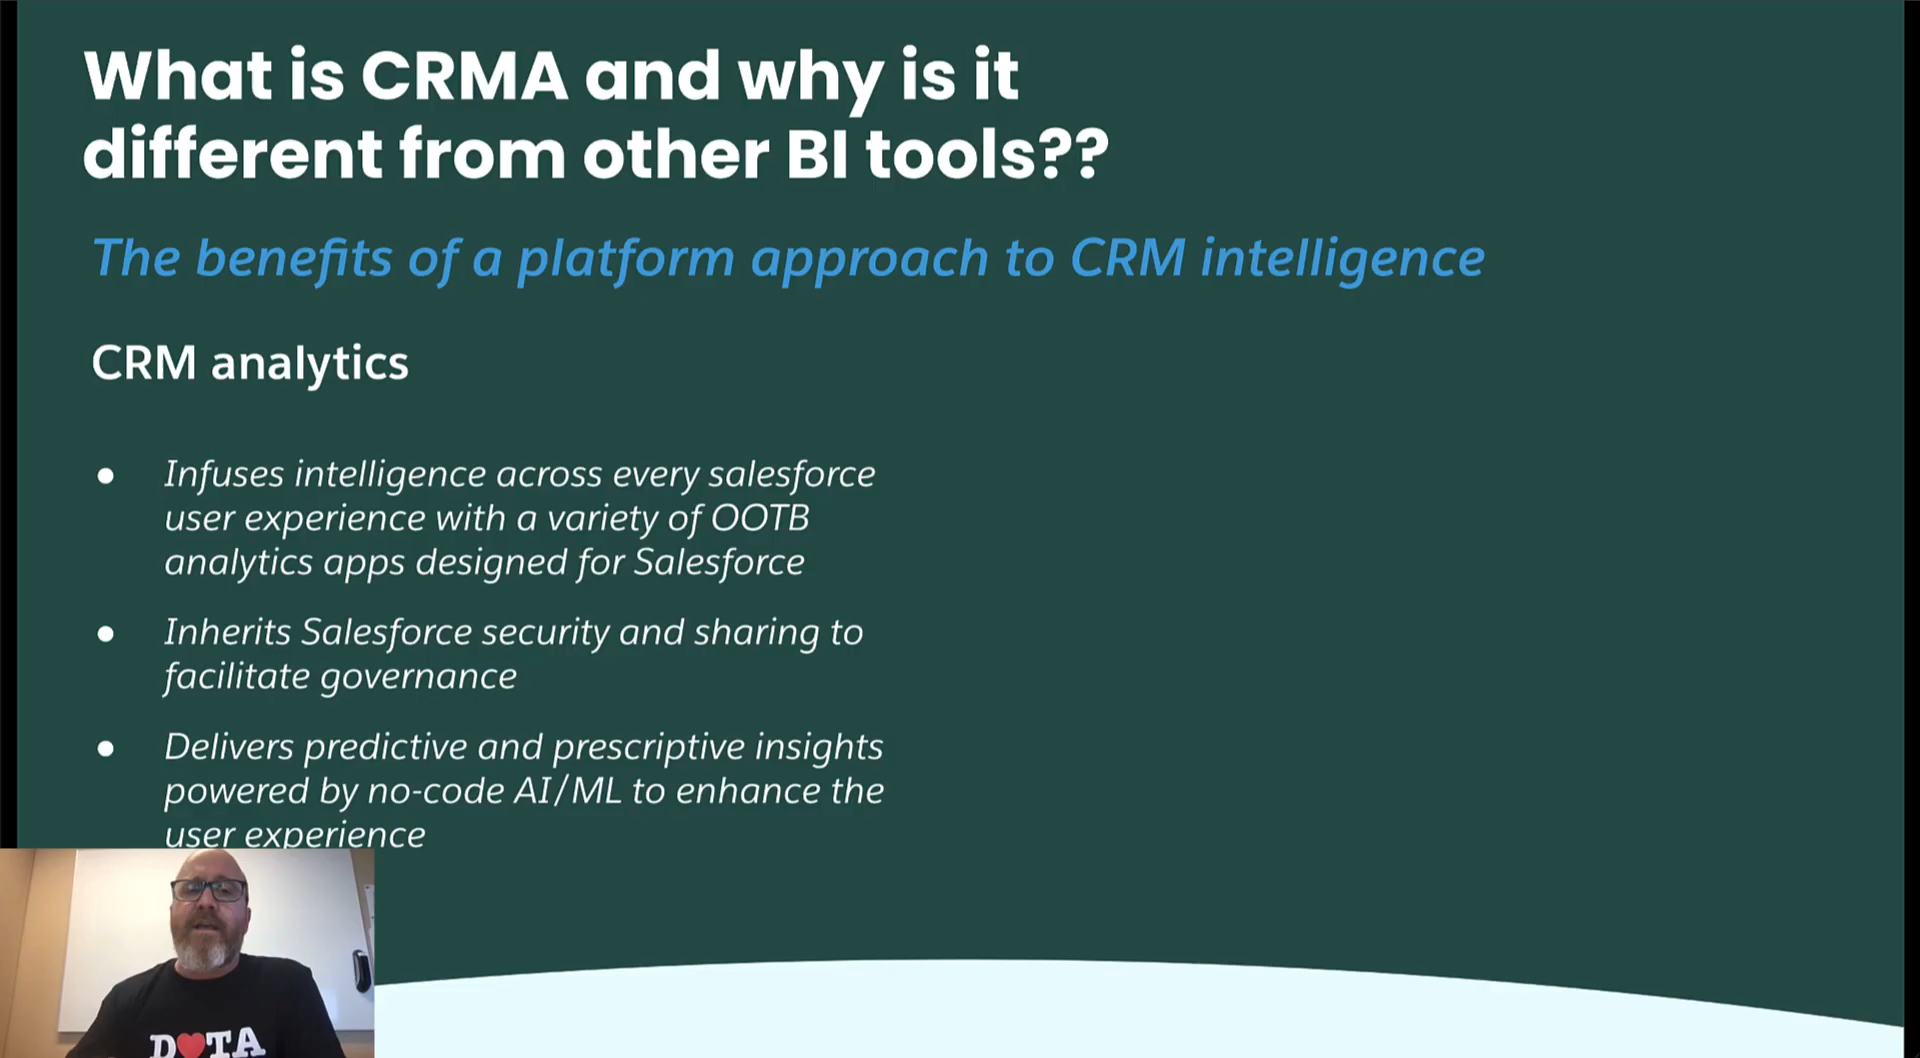 What is CRMA and why is it
different from other BI tools??
The benefits of a platform approach to CRM intelligence
CRM analytics
● Infuses intelligence across every salesforce
user experience with a variety of OOTB
analytics apps designed for Salesforce
● Inherits Salesforce security and sharing to
facilitate governance
● Delivers predictive and prescriptive insights
powered by no-code AI/ML to enhance the
user experience
D♥TA